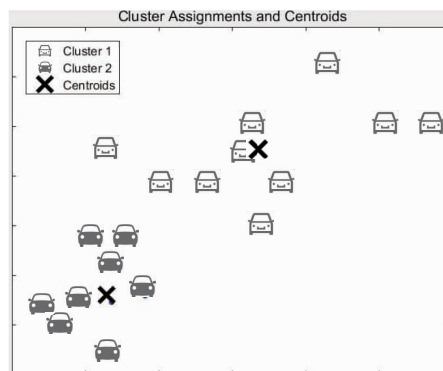 Cluster Assignments and Centroids
Cluster 1
Cluster 2
Centroids